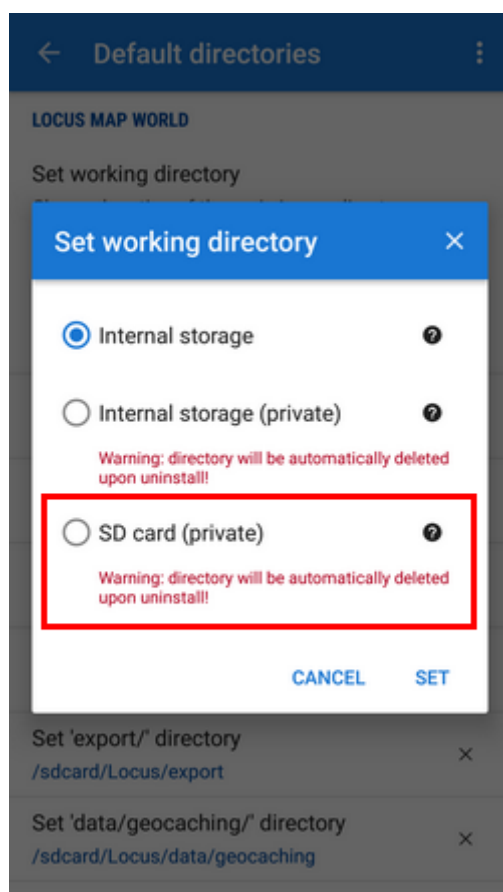 Default directories
LOCUS MAP WORLD
Set working directory
Set working directory
Internal storage
Internal storage (private)
Warning: directory will be automatically deleted
upon uninstall!
SD card (private)
Warning: directory will be automatically deleted
upon uninstall!
CANCEL SET
Set 'export/' directory
/sdcard/Locus/export
Set 'data/geocaching/' directory
/sdcard/Locus/data/geocaching